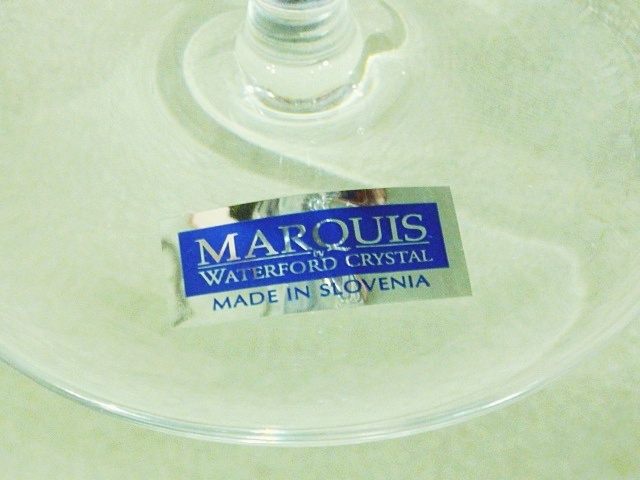 MARQUIS
BY
WATERFORD CRYSTAL
MADE IN SLOVENIA